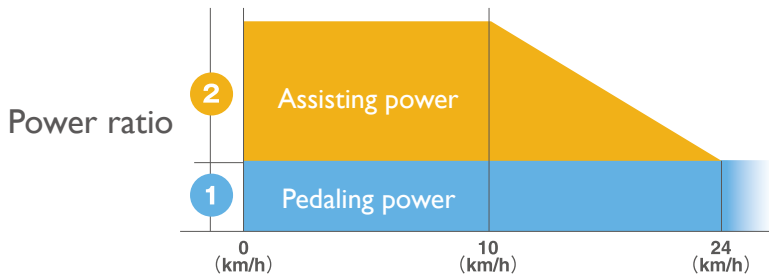 2
Assisting power
Power ratio
1
Pedaling power
0
(km/h)
10
(km/h)
24
(km/h)